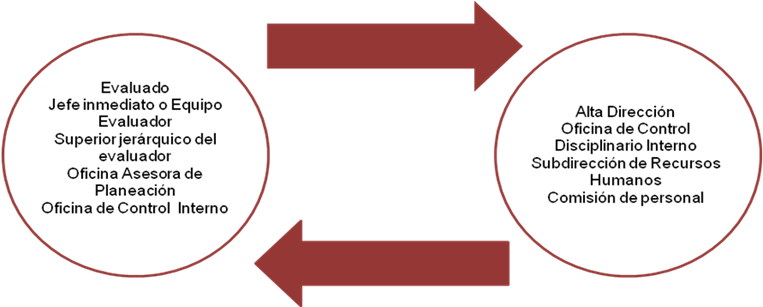 Evaluado
Jefe inmediato o Equipo
Evaluador
Superior jerárquico del
evaluador
Oficina Asesora de
Planeación
Oficina de Control Interno
Alta Dirección
Oficina de Control
Disciplinario Interno
Subdirección de Recursos
Humanos
Comisión de personal